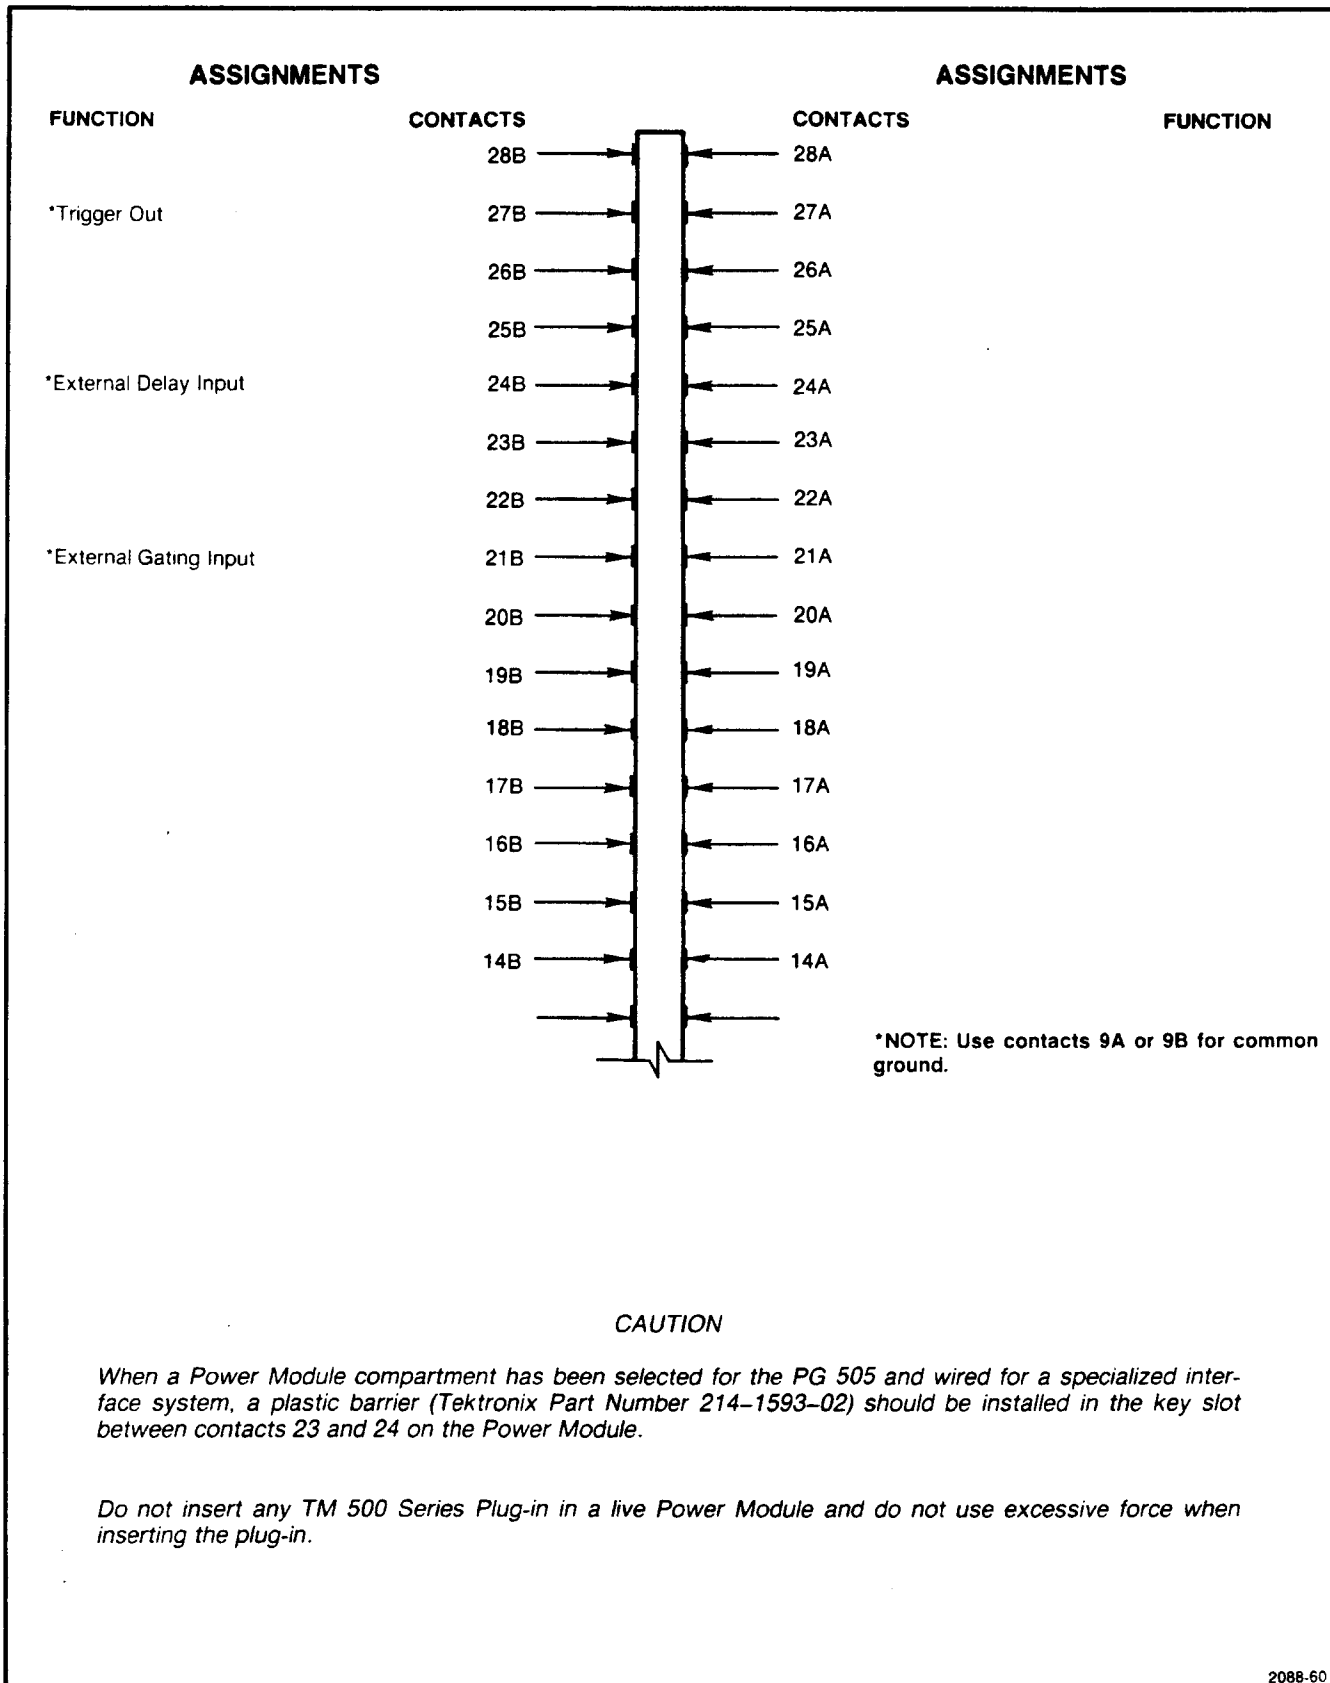 ASSIGNMENTS ASSIGNMENTS
FUNCTION CONTACTS CONTACTS FUNCTION
28B 28A
*Trigger Out 27B 27A
26B 26A
25B 25A
*External Delay Input 24B 24A
23B 23A
22B 22A
*External Gating Input 21B 21A
20B 20A
19B 19A
18B 18A
17B 17A
16B 16A
15B 15A
14B 14A
*NOTE: Use contacts 9A or 9B for common
ground.
CAUTION
When a Power Module compartment has been selected for the PG 505 and wired for a specialized inter-
face system, a plastic barrier (Tektronix Part Number 214–1593–02) should be installed in the key slot
between contacts 23 and 24 on the Power Module.
Do not insert any TM 500 Series Plug-in in a live Power Module and do not use excessive force when
inserting the plug-in.
2088-60